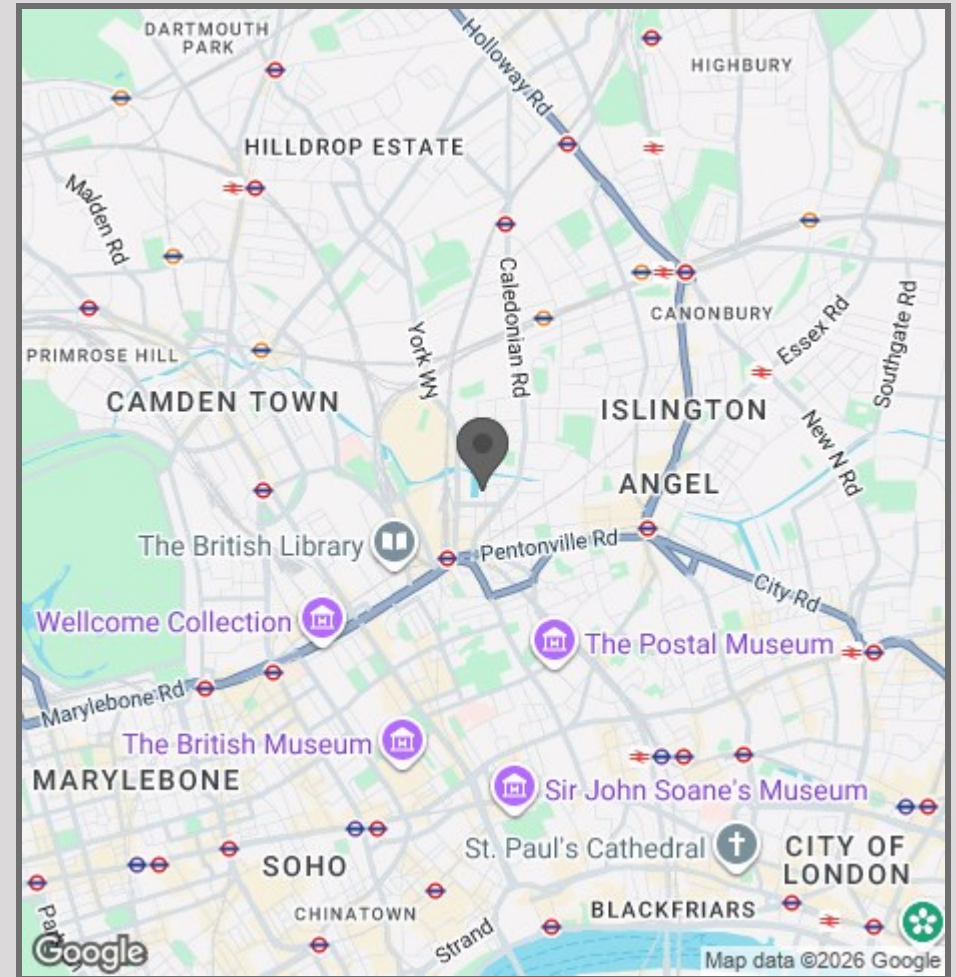 DARTMOUTH
PARK
Holloway Rd
HIGHBURY
HILLDROP ESTATE
Malden Rd
Caledonian Rd
CANONBURY
Essex Rd
Southgate Rd
York Wy
PRIMROSE HILL
CAMDEN TOWN
ISLINGTON
New N Rd
ANGEL
The British Library
Pentonville Rd
City Rd
Wellcome Collection
The Postal Museum
Marylebone Rd
The British Museum
MARYLEBONE
Sir John Soane's Museum
St. Paul's Cathedral
CITY OF
LONDON
SOHO
CHINATOWN
BLACKFRIARS
Strand
Google
Map data ©2026 Google